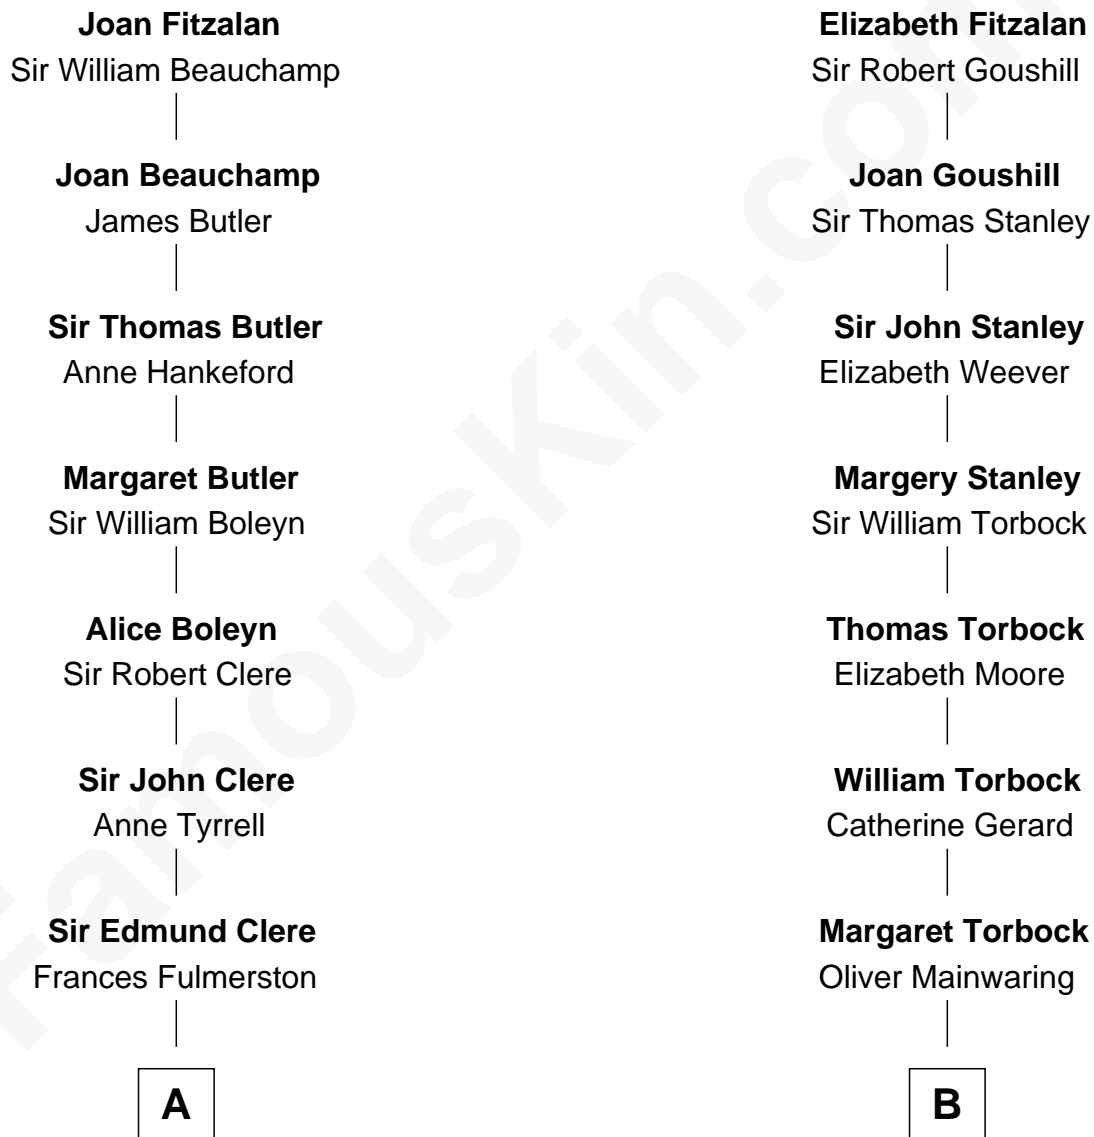 Joan Fitzalan
Sir William Beauchamp
Joan Beauchamp
James Butler
Sir Thomas Butler
Anne Hankeford
Margaret Butler
Sir William Boleyn
Alice Boleyn
Sir Robert Clere
Sir John Clere
Anne Tyrrell
Sir Edmund Clere
Frances Fulmerston
A
Elizabeth Fitzalan
Sir Robert Goushill
Joan Goushill
Sir Thomas Stanley
Sir John Stanley
Elizabeth Weever
Margery Stanley
Sir William Torbock
Thomas Torbock
Elizabeth Moore
William Torbock
Catherine Gerard
Margaret Torbock
Oliver Mainwaring
B
FamousKin.com